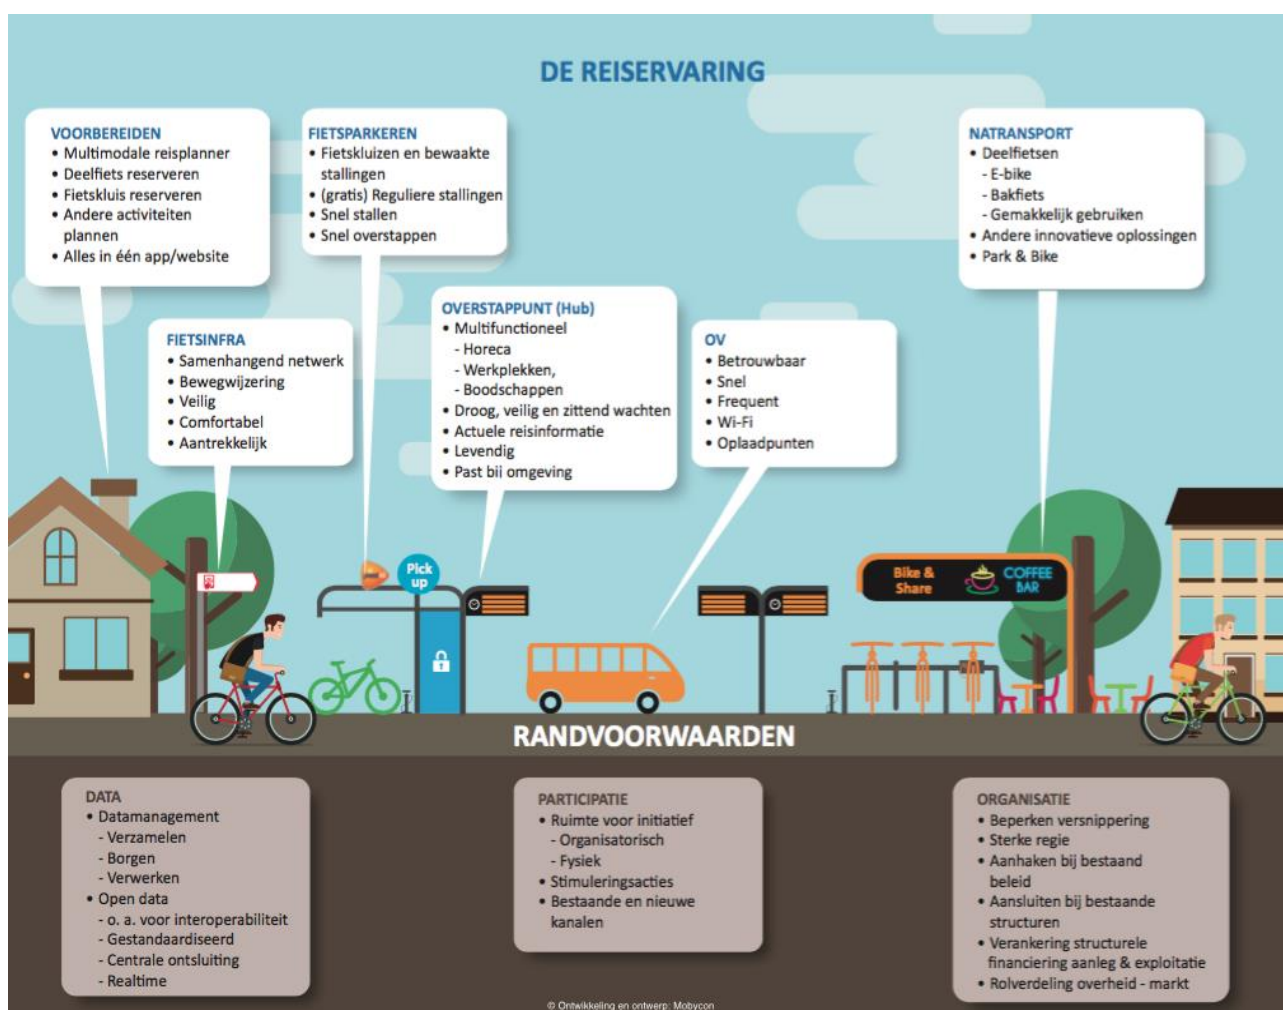 DE REISERVARING
VOORBEREIDEN
• Multimodale reisplanner
• Deelfiets reserveren
• Fietskluis reserveren
• Andere activiteiten
plannen
• Alles in één app/website
FIETSPARKEREN
• Fietskluizen en bewaakte
stallingen
• (gratis) Reguliere stallingen
• Snel stallen
• Snel overstappen
NATRANSPORT
• Deelfietsen
- E-bike
- Bakfiets
- Gemakkelijk gebruiken
• Andere innovatieve oplossingen
• Park & Bike
FIETSINFRA
• Samenhangend netwerk
• Bewegwijzering
• Veilig
• Comfortabel
• Aantrekkelijk
OVERSTAPPUNT (Hub)
• Multifunctioneel
- Horeca
- Werkplekken,
- Boodschappen
• Droog, veilig en zittend wachten
• Actuele reisinformatie
• Levendig
• Past bij omgeving
OV
• Betrouwbaar
• Snel
• Frequent
• Wi-Fi
• Oplaadpunten
Pick
up
Bike &
Share
COFFEE
BAR
RANDVOORWAARDEN
DATA
• Datamanagement
- Verzamelen
- Borgen
- Verwerken
• Open data
- o. a. voor interoperabiliteit
- Gestandaardiseerd
- Centrale ontsluiting
- Realtime
PARTICIPATIE
• Ruimte voor initiatief
- Organisatorisch
- Fysiek
• Stimuleringsacties
• Bestaande en nieuwe
kanalen
ORGANISATIE
• Beperken versnippering
• Sterke regie
• Aanhaken bij bestaand
beleid
• Aansluiten bij bestaande
structuren
• Verankering structurele
financiering aanleg & exploitatie
• Rolverdeling overheid - markt
© Ontwikkeling en ontwerp: Mobycon